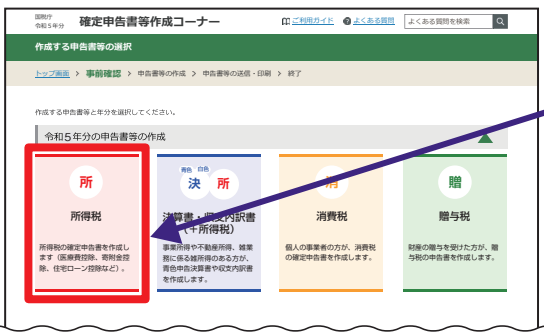 国税庁
令和5年分
確定申告書等作成コーナー
ご利用ガイド
? よくある質問
よくある質問を検索
作成する申告書等の選択
トップ画面 > 事前確認 > 申告書等の作成 > 申告書等の送信・印刷 > 終了
作成する申告書等と年分を選択してください。
令和5年分の申告書等の作成
所
所得税
所得税の確定申告書を作成し
ます（医療費控除、寄附金控
除、住宅ローン控除など）。
青色 白色
決 所
決算書・収支内訳書
（＋所得税）
事業所得や不動産所得、雑業
務に係る雑所得のある方が、
青色申告決算書や収支内訳書
を作成します。
消
消費税
個人の事業者の方が、消費税
の確定申告書を作成します。
贈
贈与税
財産の贈与を受けた方が、贈
与税の申告書を作成します。